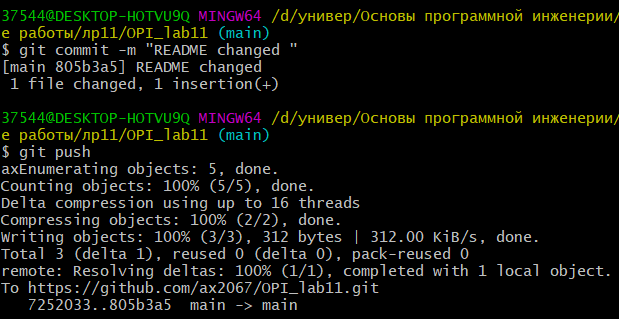 37544@DESKTOP-HOTVU9Q MINGW64 /d/универ/Основы программной инженерии/
е работы/лр11/OPI_lab11 (main)
$ git commit -m "README changed "
[main 805b3a5] README changed
 1 file changed, 1 insertion(+)

37544@DESKTOP-HOTVU9Q MINGW64 /d/универ/Основы программной инженерии/
е работы/лр11/OPI_lab11 (main)
$ git push
axEnumerating objects: 5, done.
Counting objects: 100% (5/5), done.
Delta compression using up to 16 threads
Compressing objects: 100% (2/2), done.
Writing objects: 100% (3/3), 312 bytes | 312.00 KiB/s, done.
Total 3 (delta 1), reused 0 (delta 0), pack-reused 0
remote: Resolving deltas: 100% (1/1), completed with 1 local object.
To https://github.com/ax2067/OPI_lab11.git
   7252033..805b3a5  main -> main